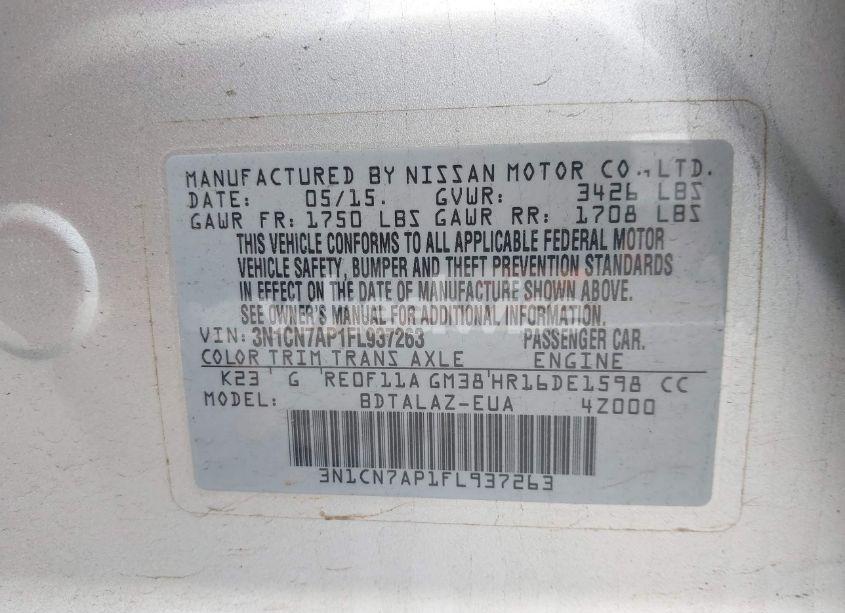 MANUFACTURED BY NISSAN MOTOR CO., LTD.
DATE: 05/15. GVWR: 3426 LBS
GAWR FR: 1750 LBS GAWR RR: 1708 LBS
THIS VEHICLE CONFORMS TO ALL APPLICABLE FEDERAL MOTOR
VEHICLE SAFETY, BUMPER AND THEFT PREVENTION STANDARDS
IN EFFECT ON THE DATE OF MANUFACTURE SHOWN ABOVE.
SEE OWNER'S MANUAL FOR ADDITIONAL INFORMATION.
VIN: 3N1CN7AP1FL937263 PASSENGER CAR.
COLOR TRIM TRANS AXLE ENGINE
K23 G RE0F11A GM38 HR16DE1598 CC
MODEL: BDTALAZ-EUA 4Z000
3N1CN7AP1FL937263